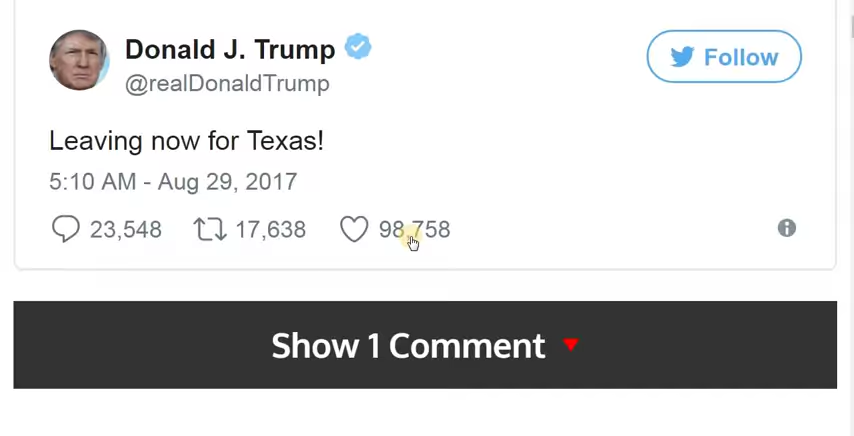 Donald J. Trump
Follow
@realDonaldTrump
Leaving now for Texas!
5:10 AM - Aug 29, 2017
23,548 17,638 98,758
Show 1 Comment